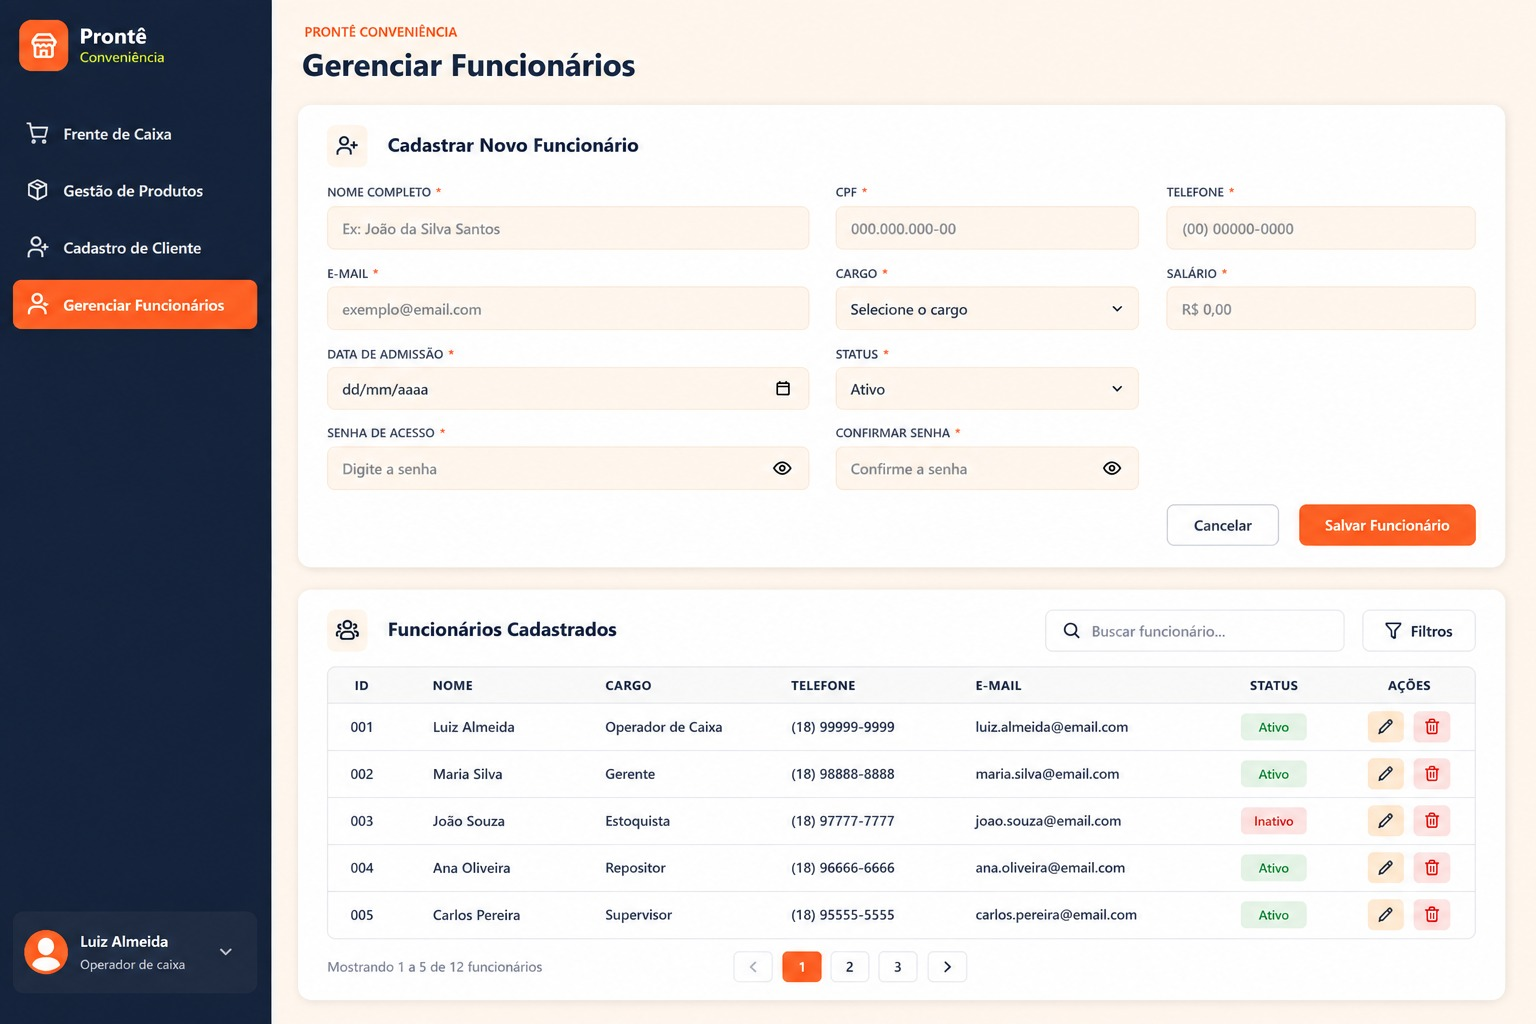 Prontê
Conveniência
Frente de Caixa
Gestão de Produtos
Cadastro de Cliente
Gerenciar Funcionários
Luiz Almeida
Operador de caixa
PRONTÊ CONVENIÊNCIA
Gerenciar Funcionários
Cadastrar Novo Funcionário
NOME COMPLETO * CPF * TELEFONE *
Ex: João da Silva Santos 000.000.000-00 (00) 00000-0000
E-MAIL * CARGO * SALÁRIO *
exemplo@email.com Selecione o cargo R$ 0,00
DATA DE ADMISSÃO * STATUS *
dd/mm/aaaa Ativo
SENHA DE ACESSO * CONFIRMAR SENHA *
Digite a senha Confirme a senha
Cancelar Salvar Funcionário
Funcionários Cadastrados Buscar funcionário... Filtros
ID NOME CARGO TELEFONE E-MAIL STATUS AÇÕES
001 Luiz Almeida Operador de Caixa (18) 99999-9999 luiz.almeida@email.com Ativo
002 Maria Silva Gerente (18) 98888-8888 maria.silva@email.com Ativo
003 João Souza Estoquista (18) 97777-7777 joao.souza@email.com Inativo
004 Ana Oliveira Repositor (18) 96666-6666 ana.oliveira@email.com Ativo
005 Carlos Pereira Supervisor (18) 95555-5555 carlos.pereira@email.com Ativo
Mostrando 1 a 5 de 12 funcionários 1 2 3